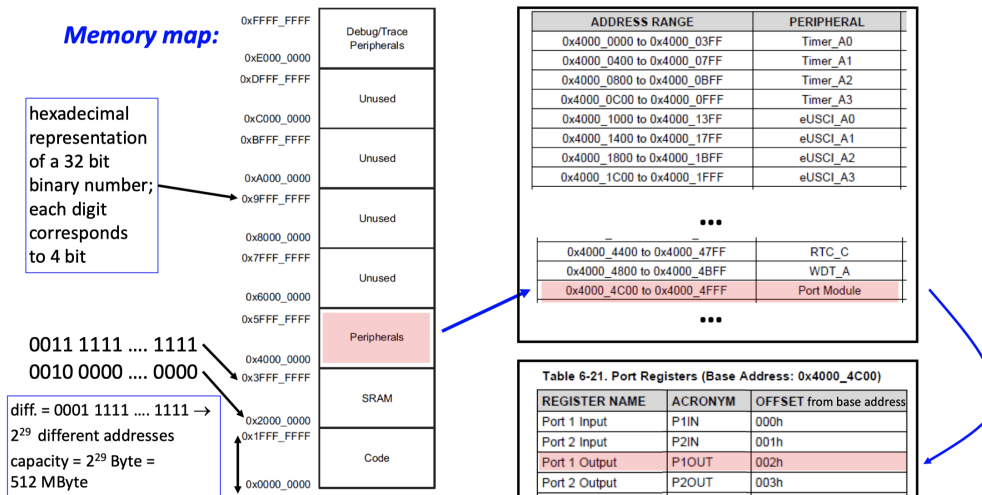 Memory map:
hexadecimal
representation
of a 32 bit
binary number;
each digit
corresponds
to 4 bit
0011 1111 .... 1111
0010 0000 .... 0000
diff. = 0001 1111 .... 1111 →
2²⁹ different addresses
capacity = 2²⁹ Byte =
512 MByte
0xFFFF_FFFF
Debug/Trace
Peripherals
0xE000_0000
0xDFFF_FFFF
Unused
0xC000_0000
0xBFFF_FFFF
Unused
0xA000_0000
0x9FFF_FFFF
Unused
0x8000_0000
0x7FFF_FFFF
Unused
0x6000_0000
0x5FFF_FFFF
Peripherals
0x4000_0000
0x3FFF_FFFF
SRAM
0x2000_0000
0x1FFF_FFFF
Code
0x0000_0000
ADDRESS RANGE PERIPHERAL
0x4000_0000 to 0x4000_03FF Timer_A0
0x4000_0400 to 0x4000_07FF Timer_A1
0x4000_0800 to 0x4000_0BFF Timer_A2
0x4000_0C00 to 0x4000_0FFF Timer_A3
0x4000_1000 to 0x4000_13FF eUSCI_A0
0x4000_1400 to 0x4000_17FF eUSCI_A1
0x4000_1800 to 0x4000_1BFF eUSCI_A2
0x4000_1C00 to 0x4000_1FFF eUSCI_A3
...
0x4000_4400 to 0x4000_47FF RTC_C
0x4000_4800 to 0x4000_4BFF WDT_A
0x4000_4C00 to 0x4000_4FFF Port Module
...
Table 6-21. Port Registers (Base Address: 0x4000_4C00)
REGISTER NAME ACRONYM OFFSET from base address
Port 1 Input P1IN 000h
Port 2 Input P2IN 001h
Port 1 Output P1OUT 002h
Port 2 Output P2OUT 003h